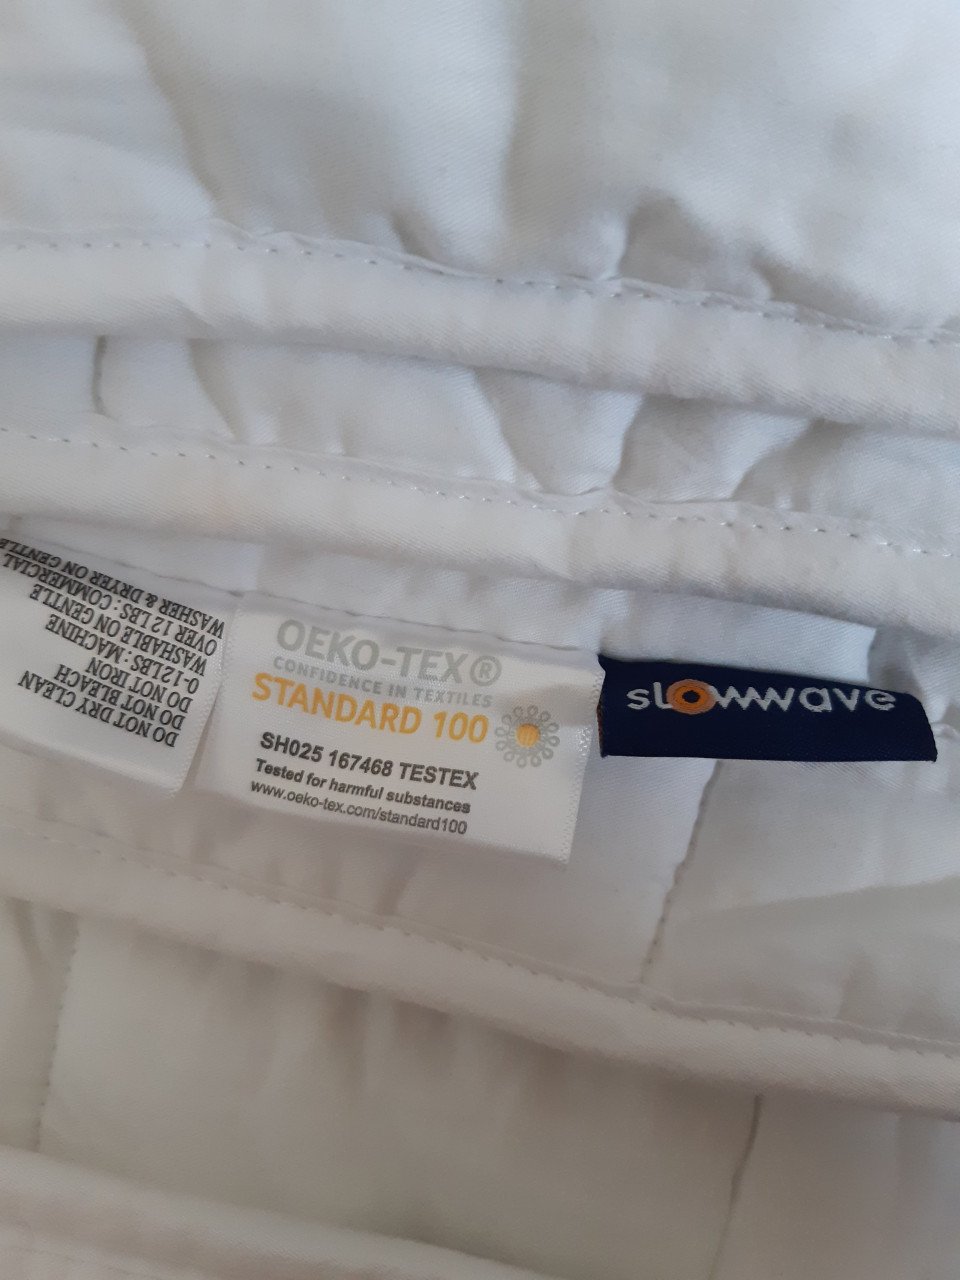 DO NOT DRY CLEAN
DO NOT BLEACH
DO NOT IRON
0-12LBS: MACHINE
WASHABLE ON GENTLE
OVER 12 LBS: COMMERCIAL
WASHER & DRYER ON GENTLE
OEKO-TEX®
CONFIDENCE IN TEXTILES
STANDARD 100
SH025 167468 TESTEX
Tested for harmful substances
www.oeko-tex.com/standard100
slowwave